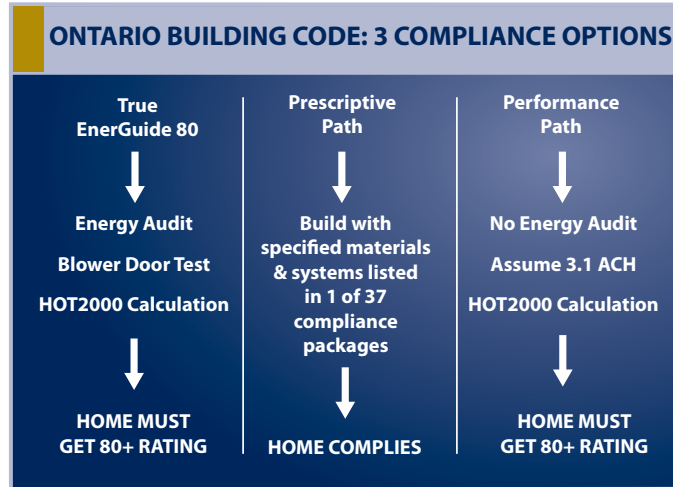 ONTARIO BUILDING CODE: 3 COMPLIANCE OPTIONS
True
EnerGuide 80
Energy Audit
Blower Door Test
HOT2000 Calculation
HOME MUST
GET 80+ RATING
Prescriptive
Path
Build with
specified materials
& systems listed
in 1 of 37
compliance
packages
HOME COMPLIES
Performance
Path
No Energy Audit
Assume 3.1 ACH
HOT2000 Calculation
HOME MUST
GET 80+ RATING